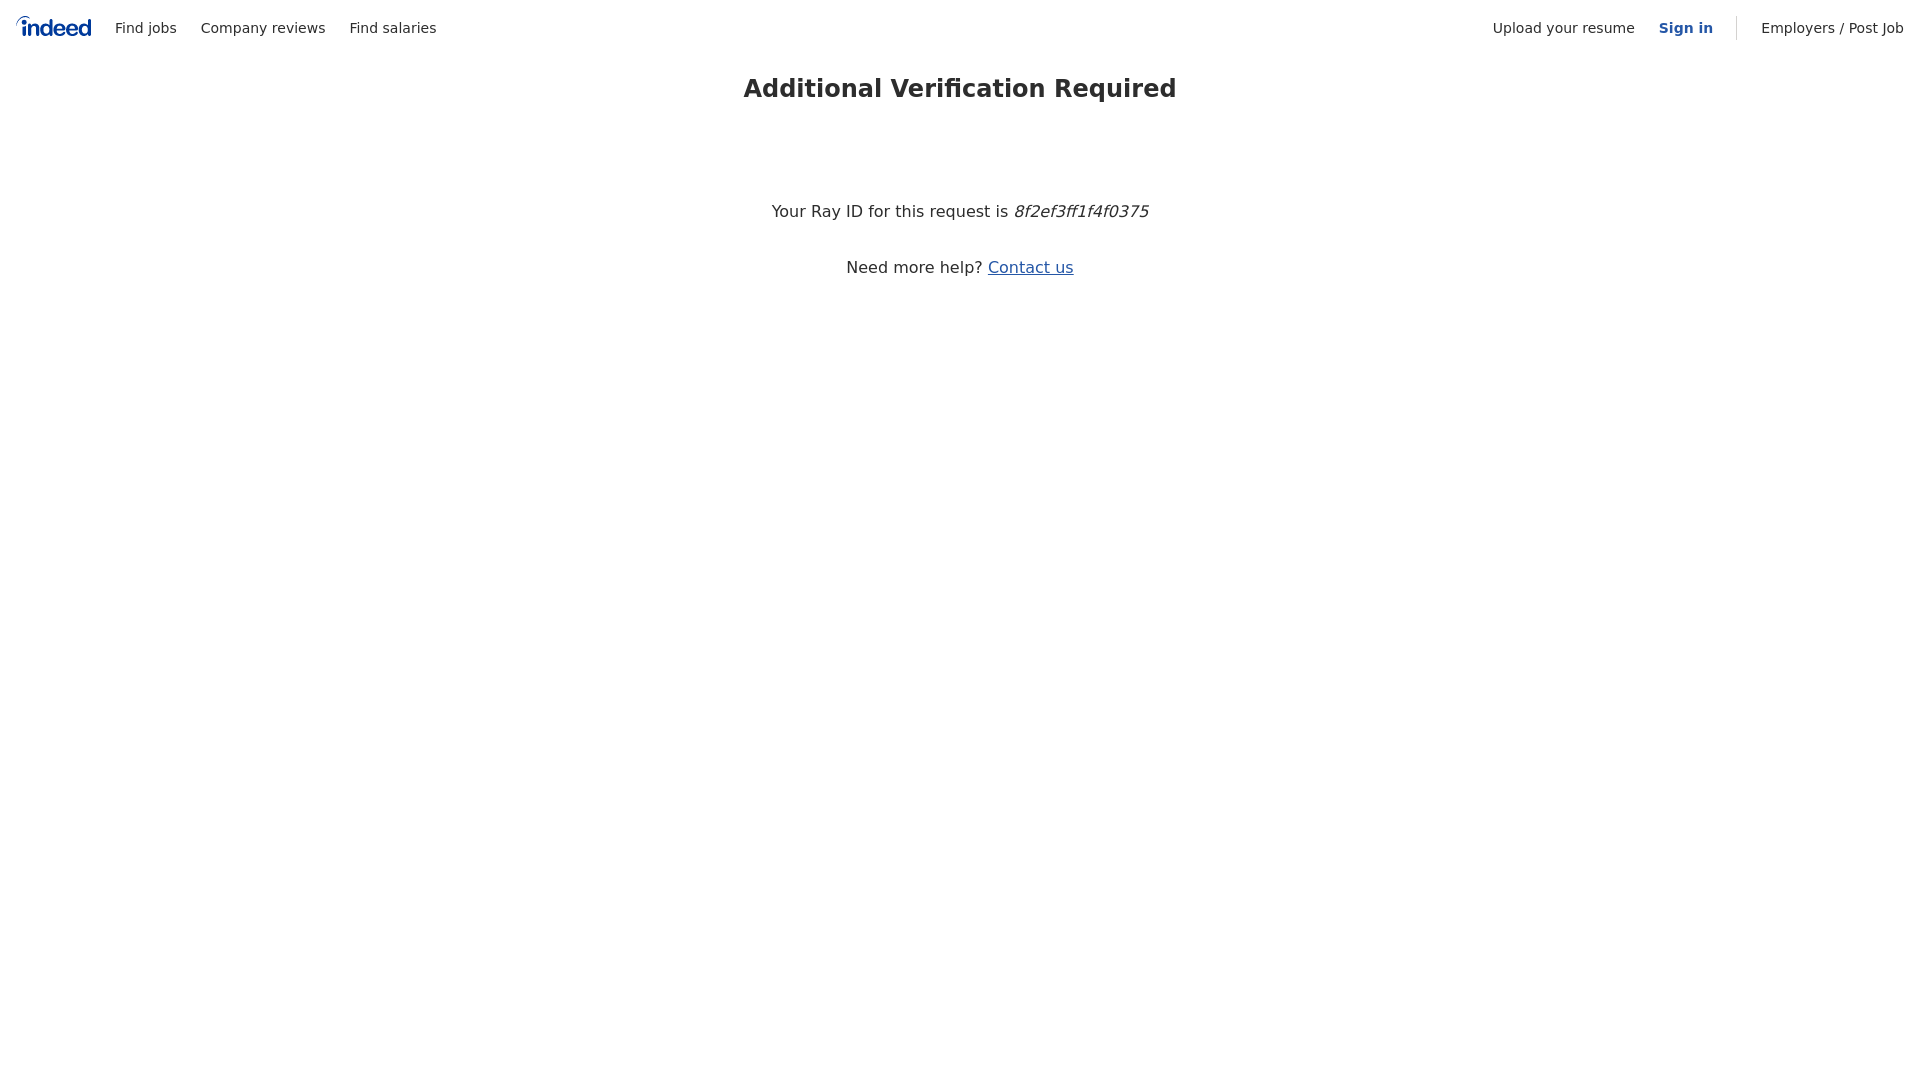 indeed Find jobs Company reviews Find salaries Upload your resume Sign in Employers / Post Job
Additional Verification Required
Your Ray ID for this request is 8f2ef3ff1f4f0375
Need more help? Contact us